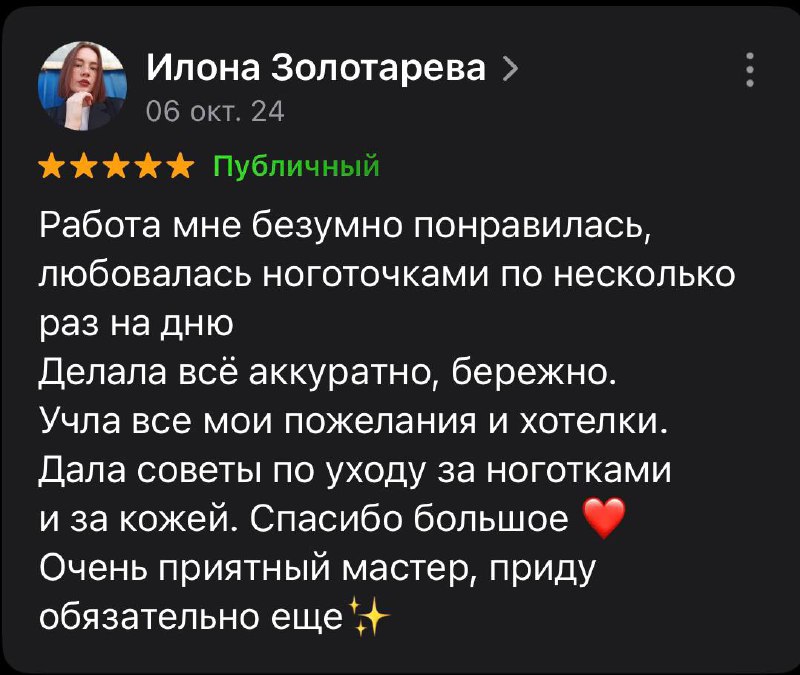 Илона Золотарева
06 окт. 24
Публичный
Работа мне безумно понравилась,
любовалась ноготочками по несколько
раз на дню
Делала всё аккуратно, бережно.
Учла все мои пожелания и хотелки.
Дала советы по уходу за ноготками
и за кожей. Спасибо большое ❤️
Очень приятный мастер, приду
обязательно еще✨